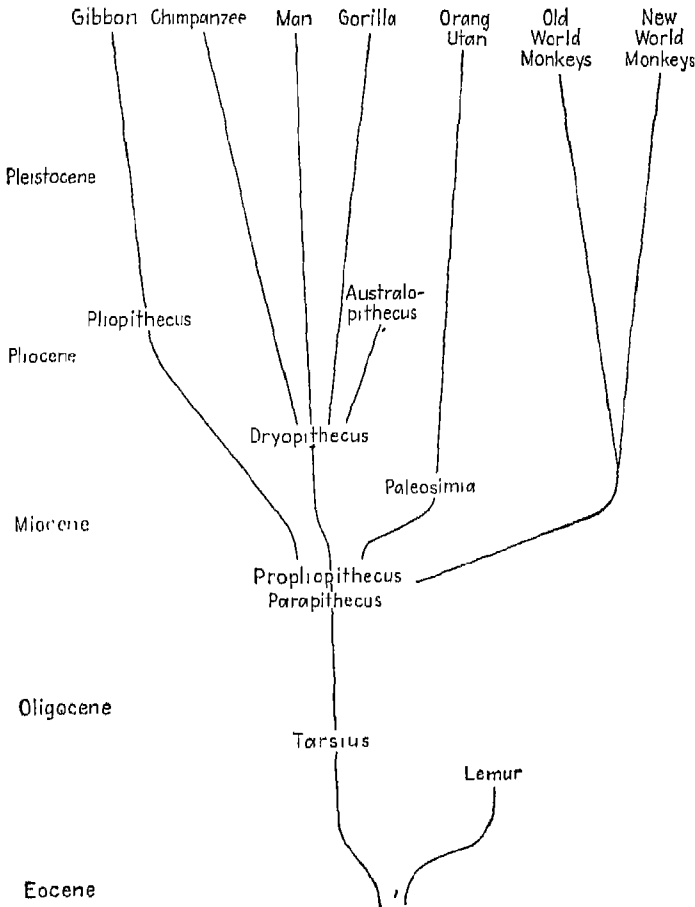 Gibbon Chimpanzee Man Gorilla Orang Utan Old World Monkeys New World Monkeys
Pleistocene
Australo-
pithecus
Pliopithecus
Pliocene
Dryopithecus
Paleosimia
Miocene
Propliopithecus
Parapithecus
Oligocene
Tarsius
Lemur
Eocene